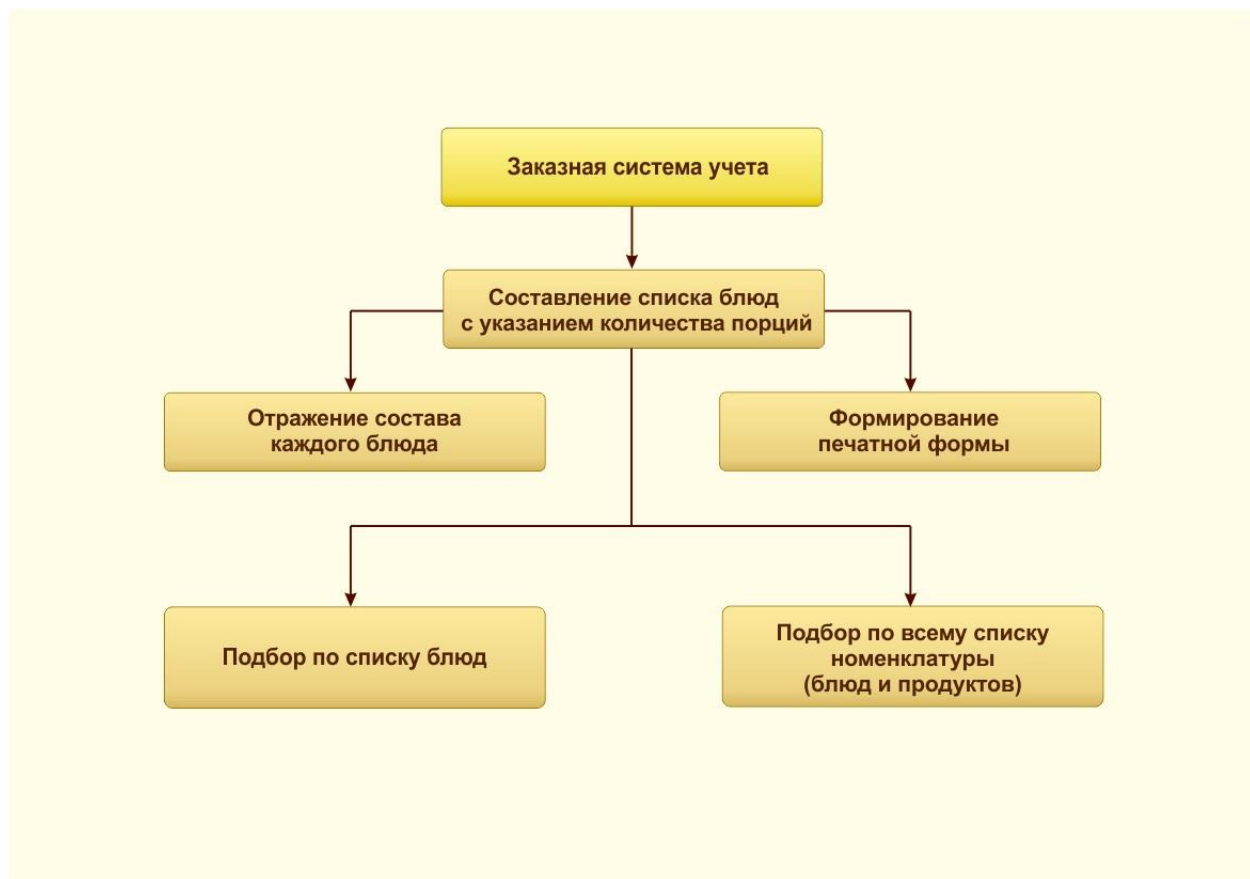 Заказная система учета
Составление списка блюд
с указанием количества порций
Отражение состава
каждого блюда
Формирование
печатной формы
Подбор по списку блюд
Подбор по всему списку
номенклатуры
(блюд и продуктов)